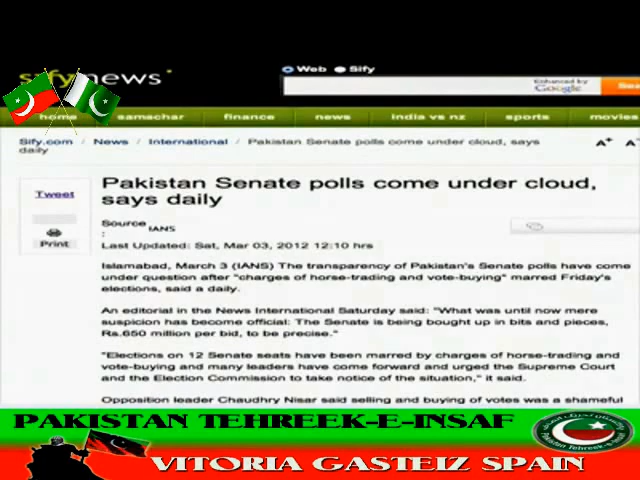 sify news
Web Sify
Enhanced by
Google
home samachar finance news india vs nz sports movies
Sify.com / News / International / Pakistan Senate polls come under cloud, says
daily
A+ A-
Tweet
Print
Pakistan Senate polls come under cloud,
says daily
Source
: IANS
Last Updated: Sat, Mar 03, 2012 12:10 hrs
Islamabad, March 3 (IANS) The transparency of Pakistan's Senate polls have come
under question after "charges of horse-trading and vote-buying" marred Friday's
elections, said a daily.
An editorial in the News International Saturday said: "What was until now mere
suspicion has become official: The Senate is being bought up in bits and pieces,
Rs.650 million per bid, to be precise."
"Elections on 12 Senate seats have been marred by charges of horse-trading and
vote-buying and many leaders have come forward and urged the Supreme Court
and the Election Commission to take notice of the situation," it said.
Opposition leader Chaudhry Nisar said selling and buying of votes was a shameful
PAKISTAN TEHREEK-E-INSAF
Pakistan Tehreek-e-Insaf
VITORIA GASTEIZ SPAIN